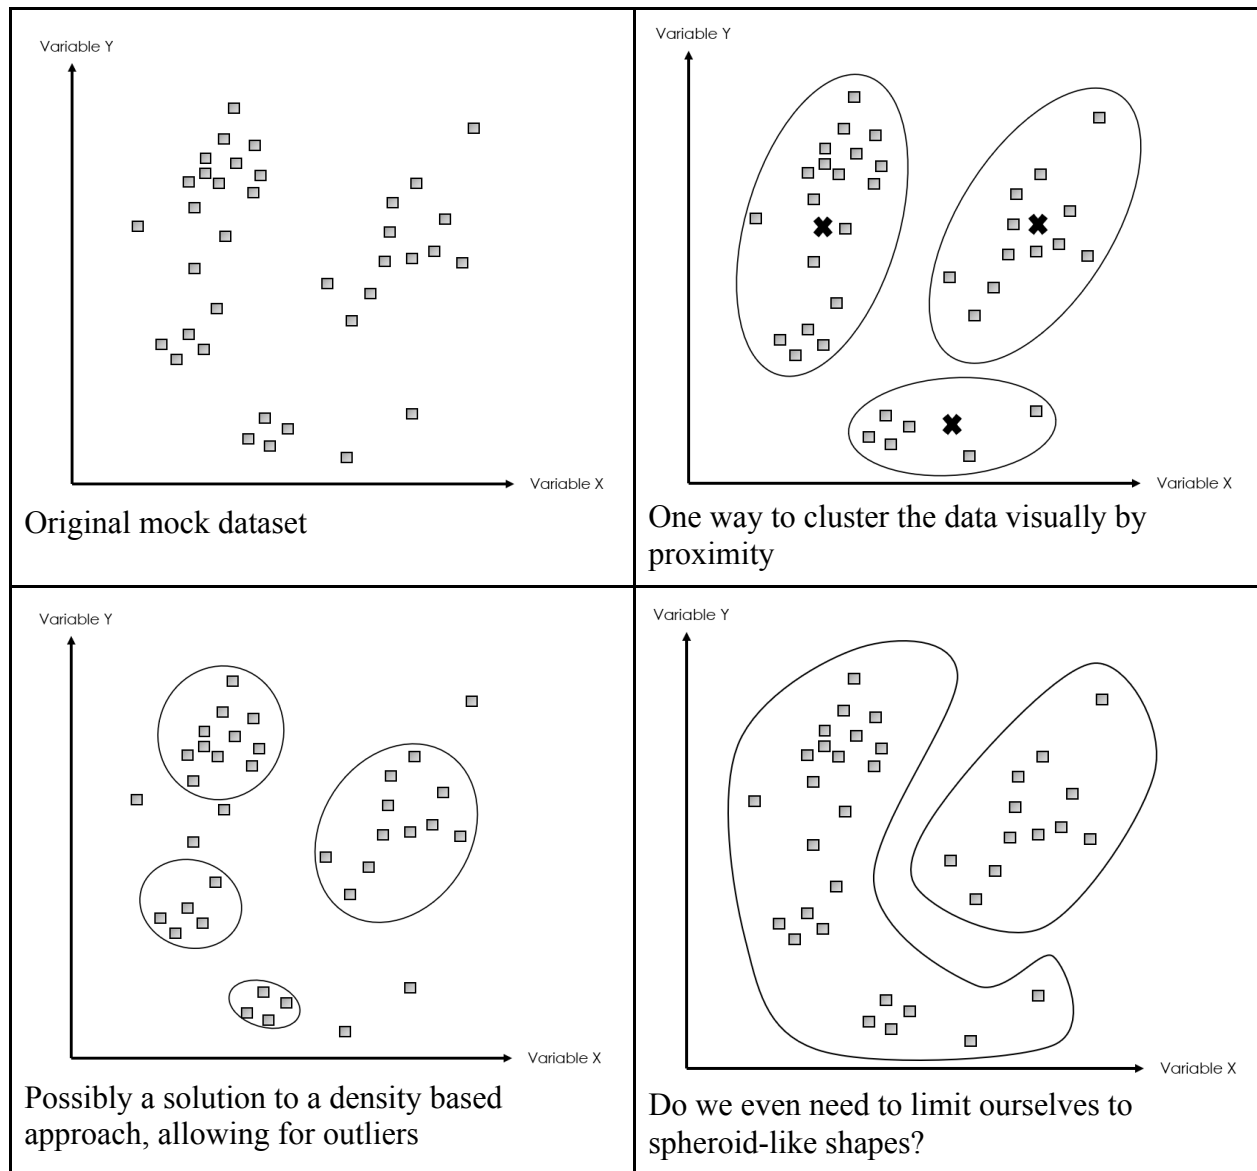 Variable Y
Variable X
Original mock dataset
Variable Y
Variable X
One way to cluster the data visually by
proximity
Variable Y
Variable X
Possibly a solution to a density based
approach, allowing for outliers
Variable Y
Variable X
Do we even need to limit ourselves to
spheroid-like shapes?